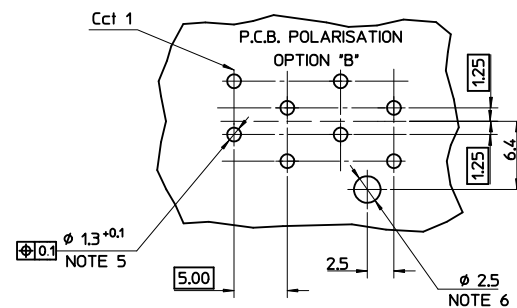 Cct 1
P.C.B. POLARISATION
OPTION "B"
1.25
1.25
6.4
⌖ 0.1 ø 1.3 +0.1
NOTE 5
5.00
2.5
ø 2.5
NOTE 6